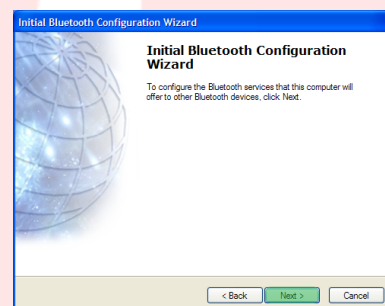 Initial Bluetooth Configuration Wizard
Initial Bluetooth Configuration
Wizard
To configure the Bluetooth services that this computer will
offer to other Bluetooth devices, click Next.
< Back Next > Cancel